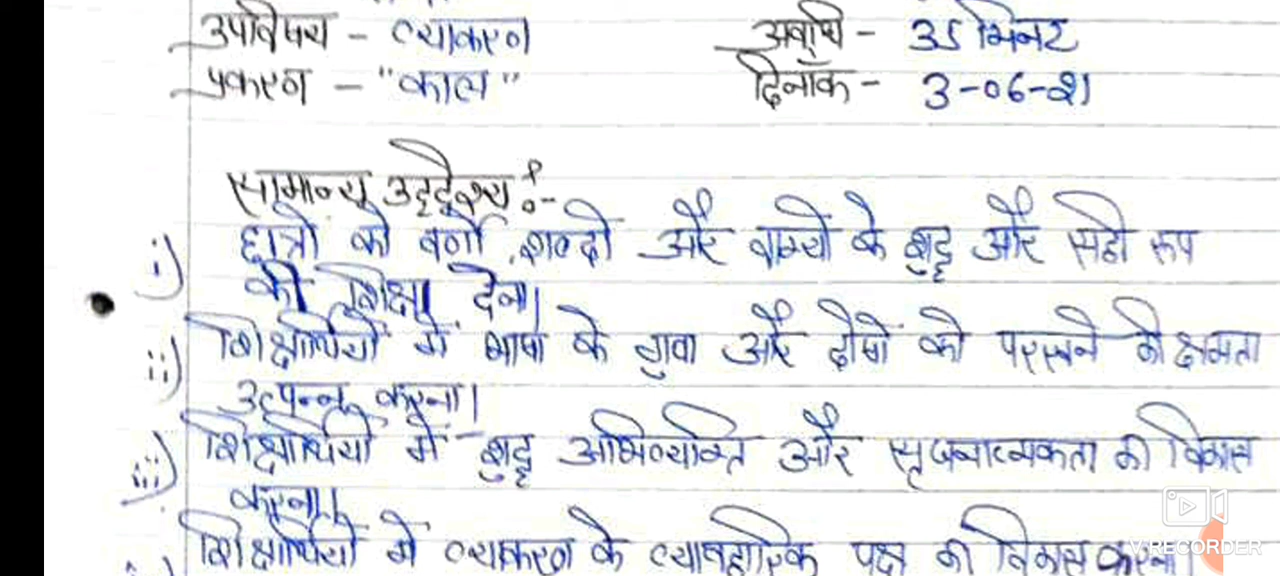 उपविषय - व्याकरण
अवधि - 35 मिनट
प्रकरण - "काल"
दिनाँक - 3-06-21
सामान्य उद्देश्य :-
i) छात्रों को वर्णो, शब्दो और वाक्यो के शुद्ध और सही रूप
की शिक्षा देना।
ii) शिक्षार्थियों में भाषा के गुण और दोषो को परखने की क्षमता
उत्पन्न करना।
iii) शिक्षार्थियों में शुद्ध अभिव्यक्ति और सृजनात्मकता का विकास
करना।
शिक्षार्थियों में व्याकरण के व्यावहारिक पक्ष का विकास करना।
V RECORDER